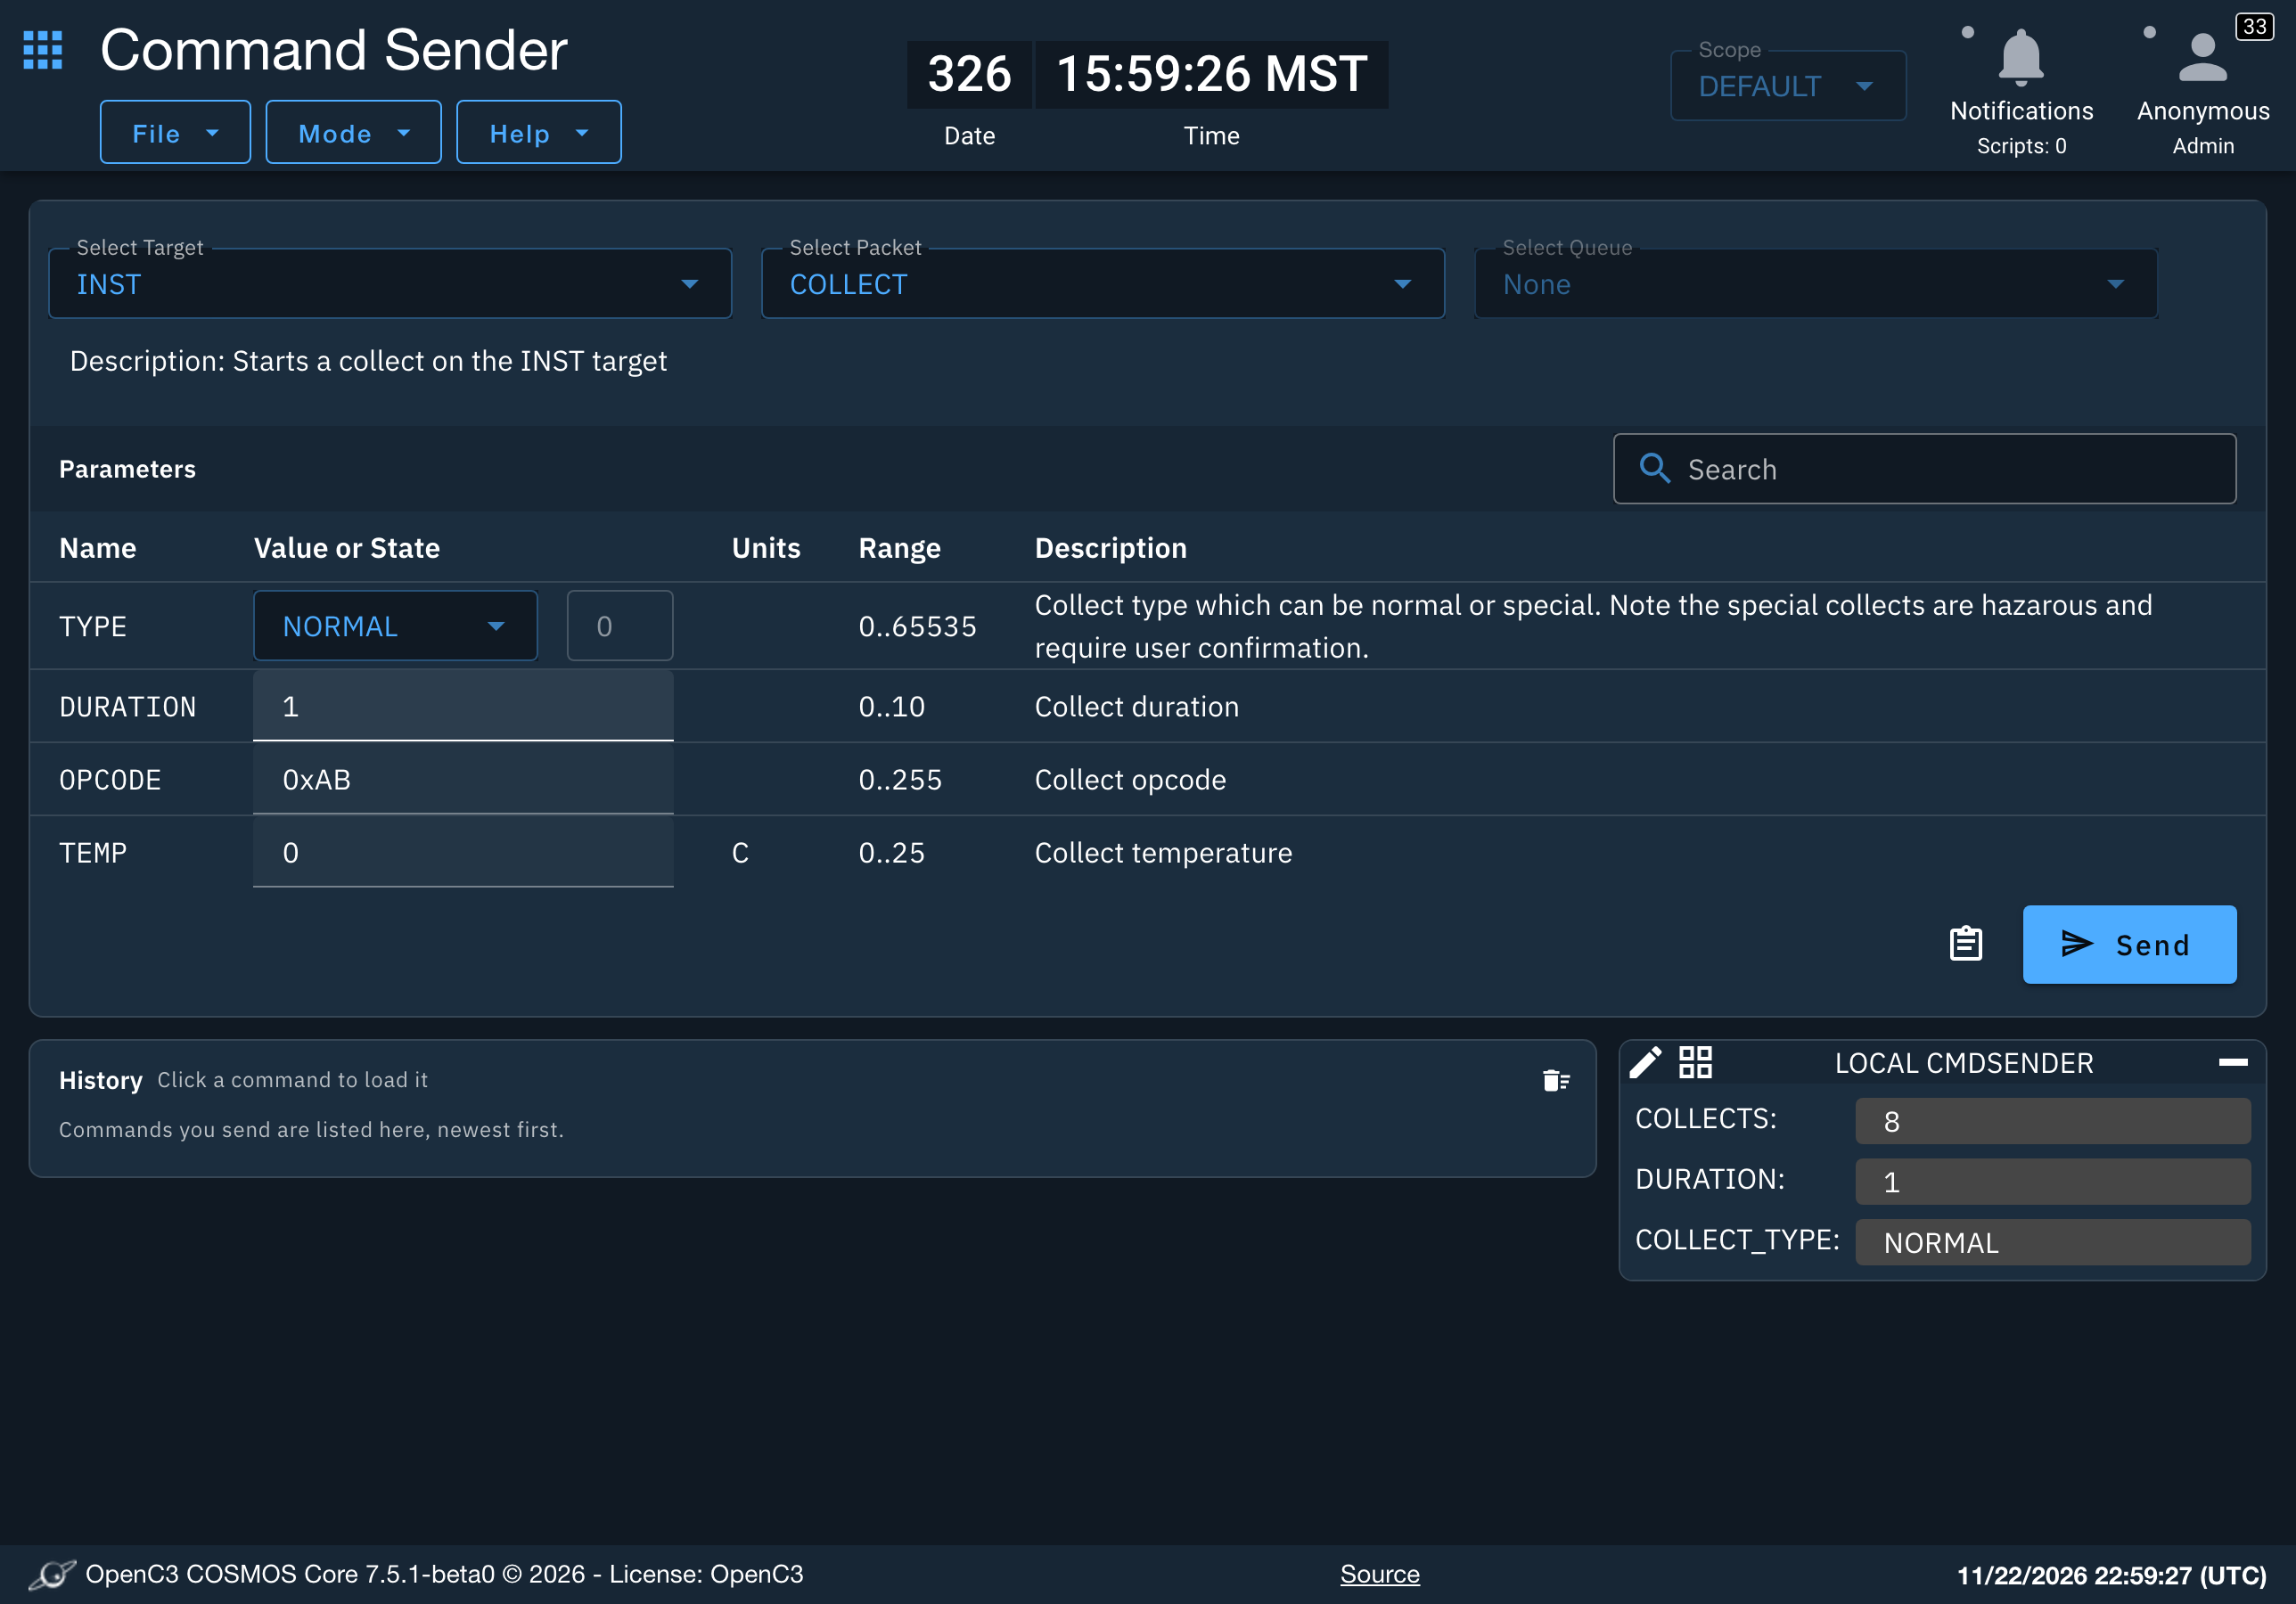 Command Sender
File
Mode
Help
326
15:59:26 MST
Date
Time
Scope
DEFAULT
Notifications
Scripts: 0
33
Anonymous
Admin
Select Target
INST
Select Packet
COLLECT
Select Queue
None
Description: Starts a collect on the INST target
Parameters
Search
Name Value or State Units Range Description
TYPE NORMAL 0 0..65535 Collect type which can be normal or special. Note the special collects are hazarous and
require user confirmation.
DURATION 1 0..10 Collect duration
OPCODE 0xAB 0..255 Collect opcode
TEMP 0 C 0..25 Collect temperature
Send
History Click a command to load it
Commands you send are listed here, newest first.
LOCAL CMDSENDER
COLLECTS: 8
DURATION: 1
COLLECT_TYPE: NORMAL
OpenC3 COSMOS Core 7.5.1-beta0 © 2026 - License: OpenC3
Source
11/22/2026 22:59:27 (UTC)